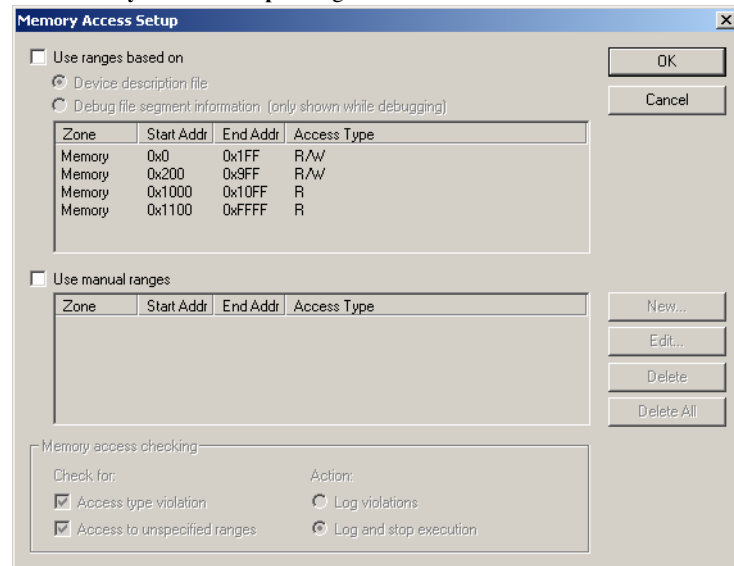 Memory Access Setup
Use ranges based on
OK
Device description file
Debug file segment information (only shown while debugging)
Cancel
Zone Start Addr End Addr Access Type
Memory 0x0 0x1FF R/W
Memory 0x200 0x9FF R/W
Memory 0x1000 0x10FF R
Memory 0x1100 0xFFFF R
Use manual ranges
Zone Start Addr End Addr Access Type
New...
Edit...
Delete
Delete All
Memory access checking
Check for: Action:
Access type violation Log violations
Access to unspecified ranges Log and stop execution